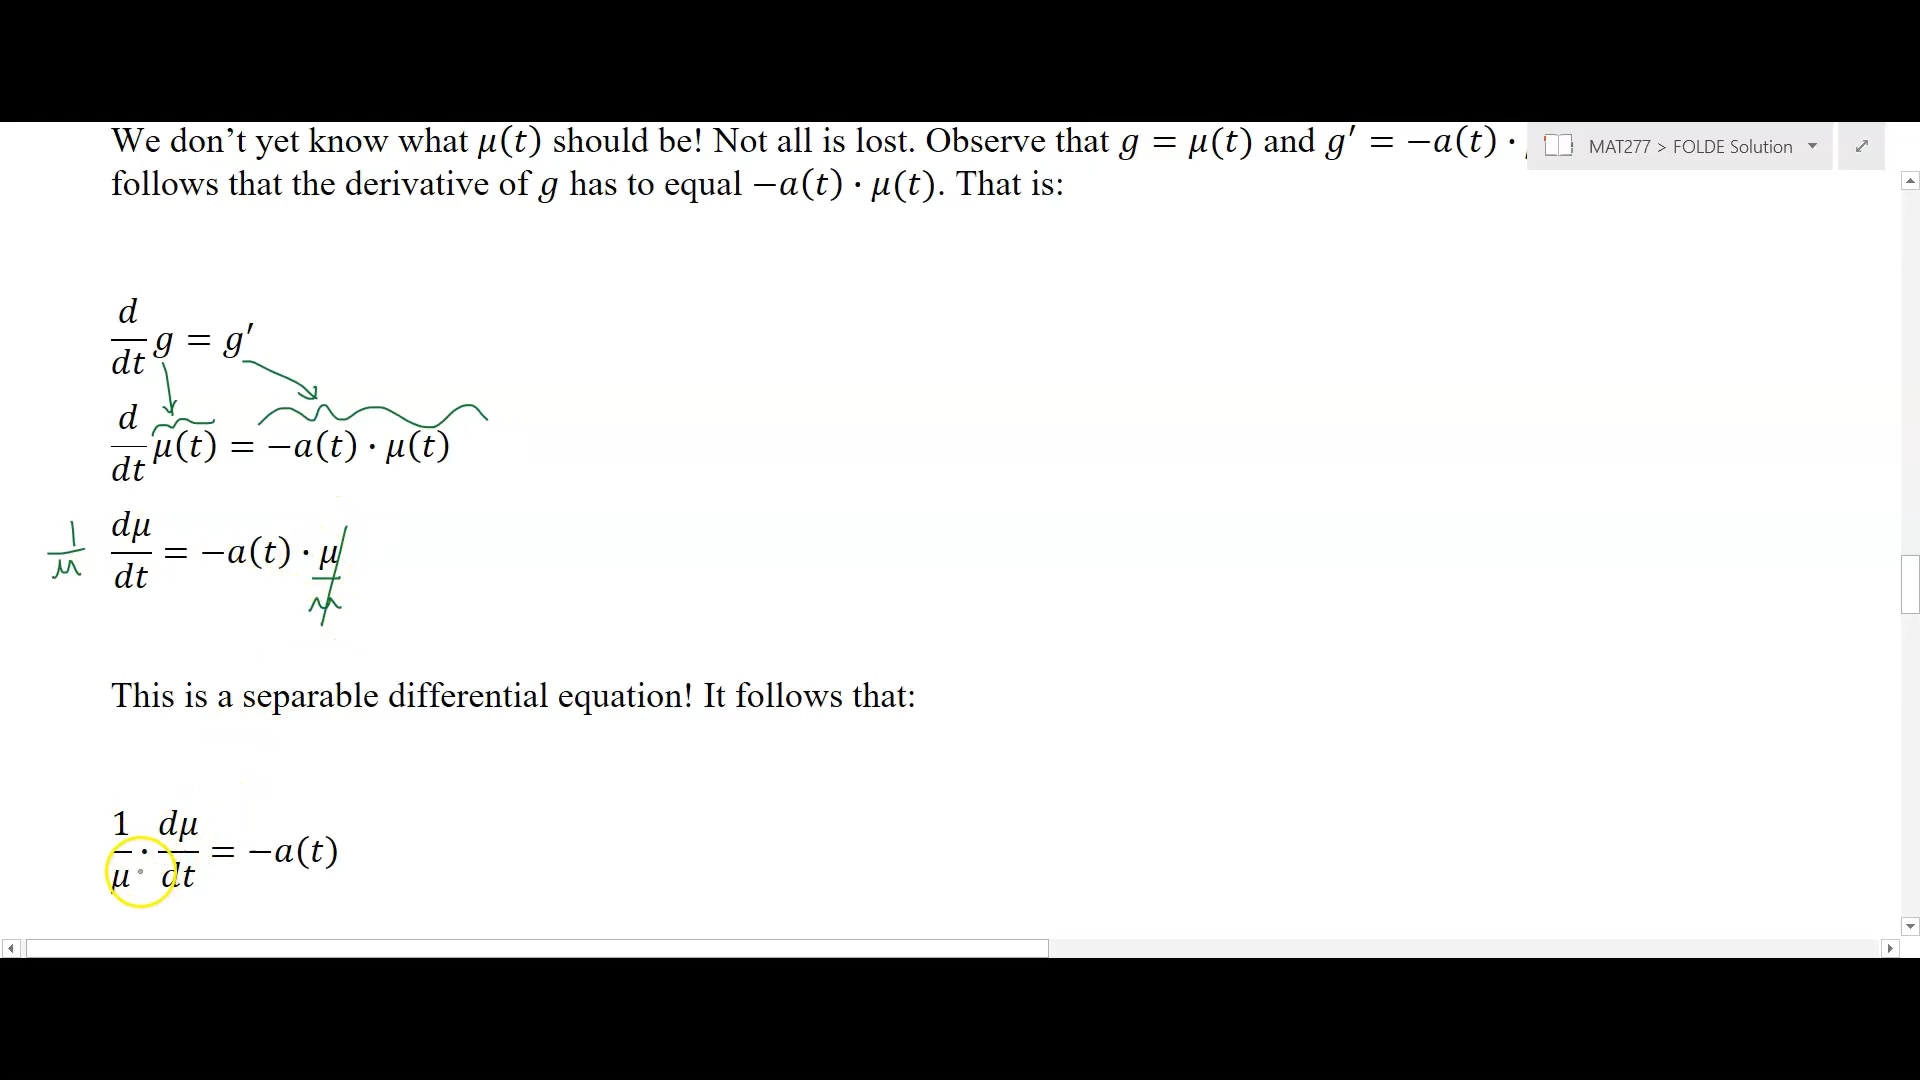 We don’t yet know what μ(t) should be! Not all is lost. Observe that g = μ(t) and g′ = −a(t) ·
MAT277 > FOLDE Solution
follows that the derivative of g has to equal −a(t) · μ(t). That is:
d/dt g = g′
d/dt μ(t) = −a(t) · μ(t)
1/μ dμ/dt = −a(t) · μ/μ
This is a separable differential equation! It follows that:
1/μ · dμ/dt = −a(t)